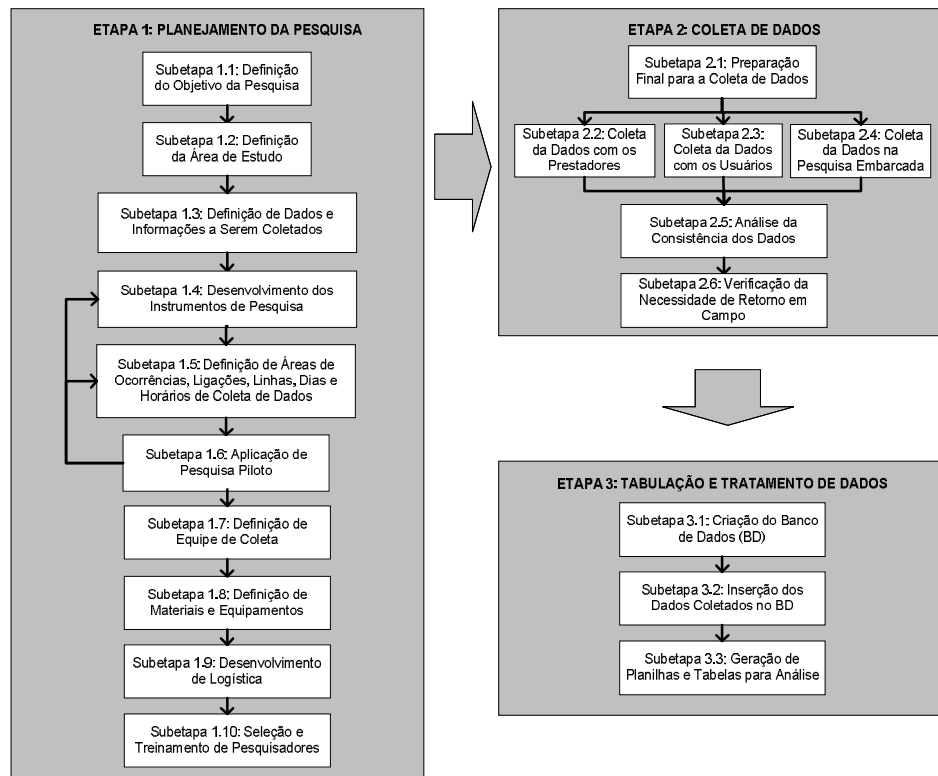 ETAPA 1: PLANEJAMENTO DA PESQUISA
Subetapa 1.1: Definição
do Objetivo da Pesquisa
Subetapa 1.2: Definição
da Área de Estudo
Subetapa 1.3: Definição de Dados e
Informações a Serem Coletados
Subetapa 1.4: Desenvolvimento dos
Instrumentos de Pesquisa
Subetapa 1.5: Definição de Áreas de
Ocorrências, Ligações, Linhas, Dias e
Horários de Coleta de Dados
Subetapa 1.6: Aplicação de
Pesquisa Piloto
Subetapa 1.7: Definição de
Equipe de Coleta
Subetapa 1.8: Definição de
Materiais e Equipamentos
Subetapa 1.9: Desenvolvimento
de Logística
Subetapa 1.10: Seleção e
Treinamento de Pesquisadores
ETAPA 2: COLETA DE DADOS
Subetapa 2.1: Preparação
Final para a Coleta de Dados
Subetapa 2.2: Coleta
da Dados com os
Prestadores
Subetapa 2.3:
Coleta da Dados
com os Usuários
Subetapa 2.4: Coleta
da Dados na
Pesquisa Embarcada
Subetapa 2.5: Análise da
Consistência dos Dados
Subetapa 2.6: Verificação da
Necessidade de Retorno em
Campo
ETAPA 3: TABULAÇÃO E TRATAMENTO DE DADOS
Subetapa 3.1: Criação do Banco
de Dados (BD)
Subetapa 3.2: Inserção dos
Dados Coletados no BD
Subetapa 3.3: Geração de
Planilhas e Tabelas para Análise